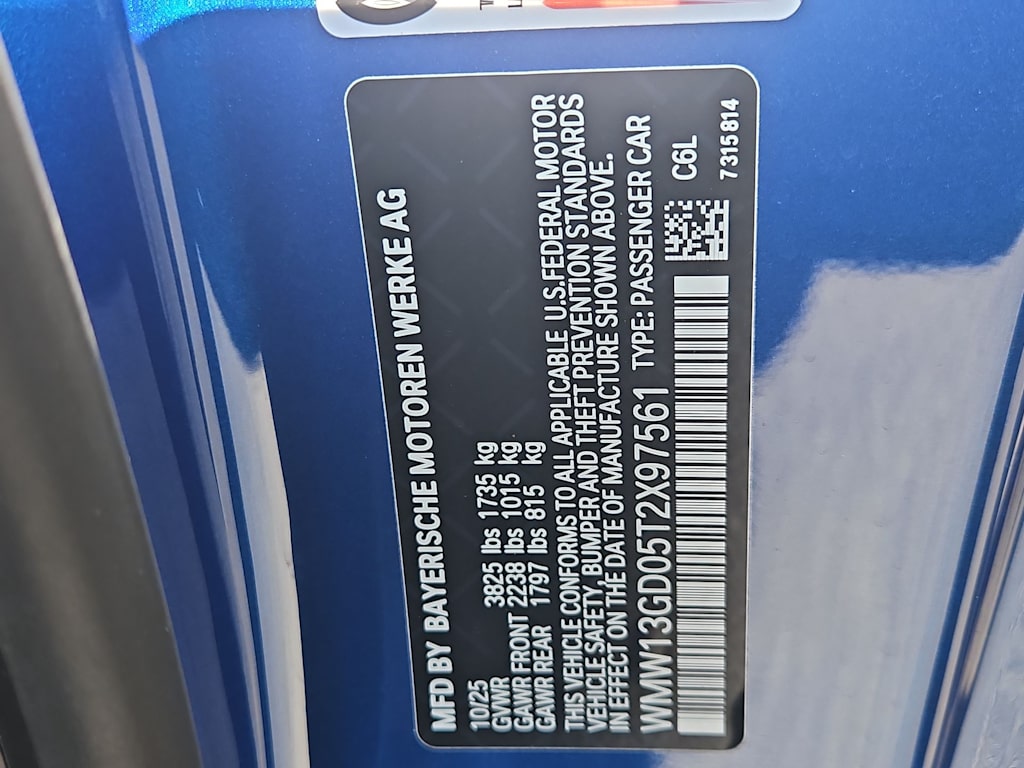 MFD BY BAYERISCHE MOTOREN WERKE AG
10/25
GVWR 3825 lbs 1735 kg
GAWR FRONT 2238 lbs 1015 kg
GAWR REAR 1797 lbs 815 kg
THIS VEHICLE CONFORMS TO ALL APPLICABLE U.S.FEDERAL MOTOR
VEHICLE SAFETY, BUMPER AND THEFT PREVENTION STANDARDS
IN EFFECT ON THE DATE OF MANUFACTURE SHOWN ABOVE.
WMW13GD05T2X97561 TYPE: PASSENGER CAR
C6L
7315814